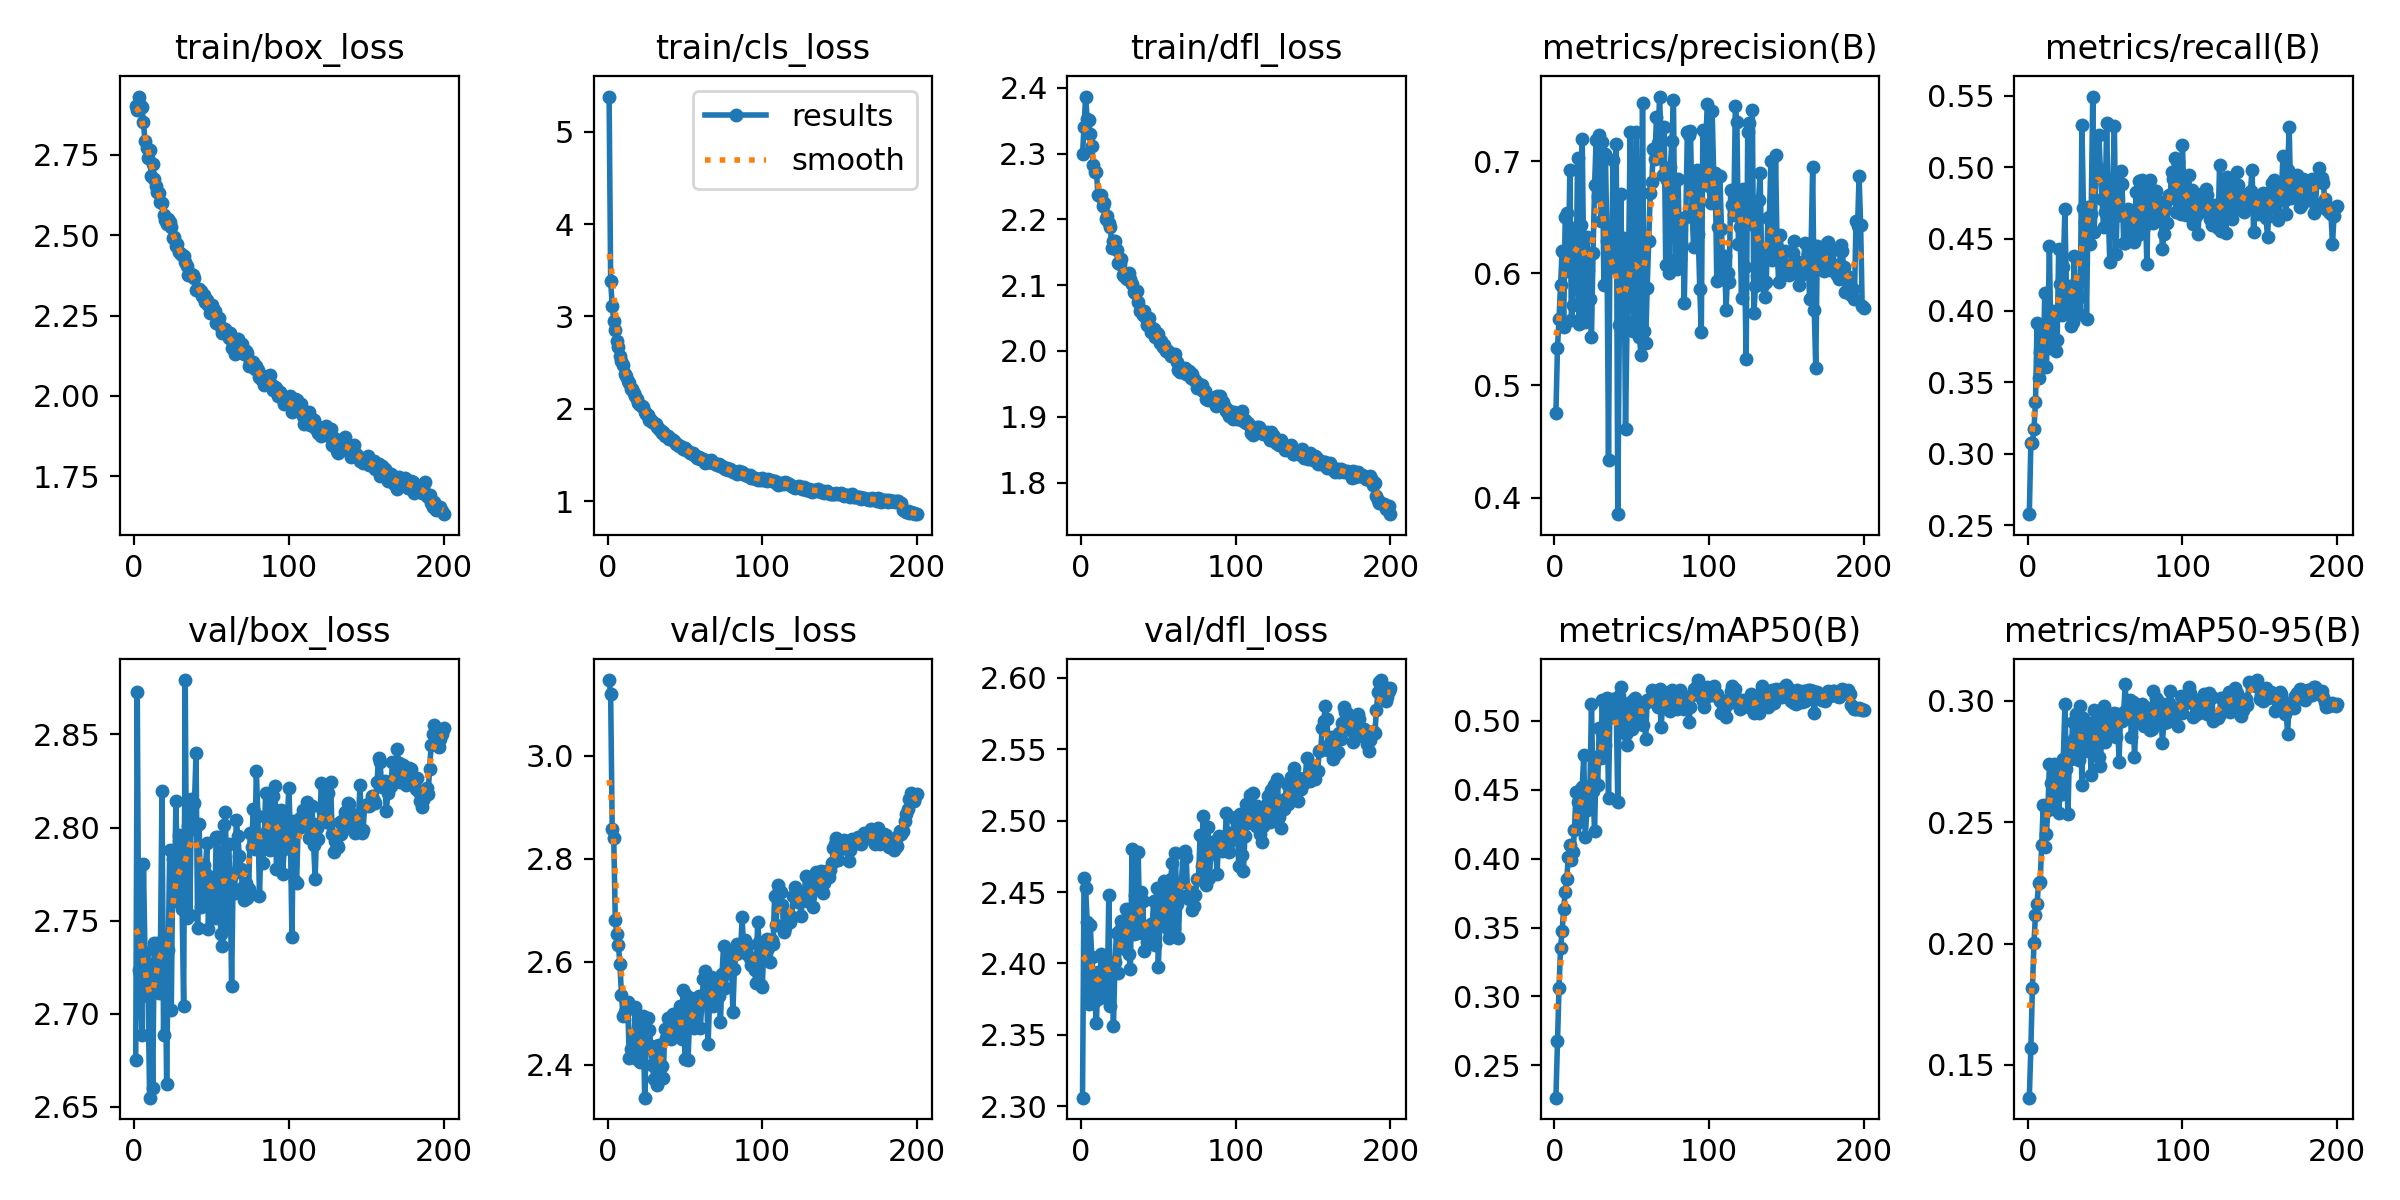 train/box_loss
2.75
2.50
2.25
2.00
1.75
0 100 200
train/cls_loss
results
smooth
5
4
3
2
1
0 100 200
train/dfl_loss
2.4
2.3
2.2
2.1
2.0
1.9
1.8
0 100 200
metrics/precision(B)
0.7
0.6
0.5
0.4
0 100 200
metrics/recall(B)
0.55
0.50
0.45
0.40
0.35
0.30
0.25
0 100 200
val/box_loss
2.85
2.80
2.75
2.70
2.65
0 100 200
val/cls_loss
3.0
2.8
2.6
2.4
0 100 200
val/dfl_loss
2.60
2.55
2.50
2.45
2.40
2.35
2.30
0 100 200
metrics/mAP50(B)
0.50
0.45
0.40
0.35
0.30
0.25
0 100 200
metrics/mAP50-95(B)
0.30
0.25
0.20
0.15
0 100 200